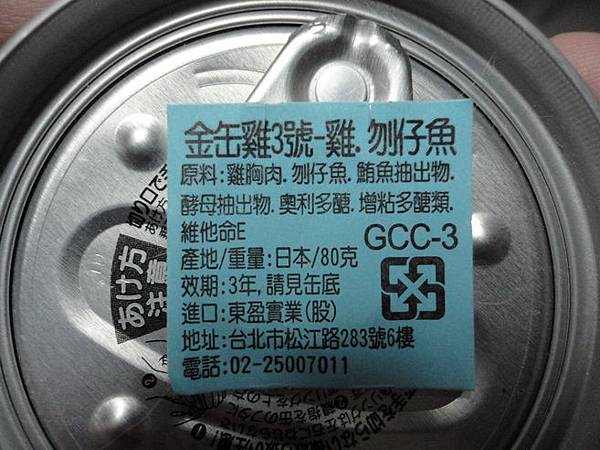 金缶雞3號-雞.刎仔魚
原料:雞胸肉.刎仔魚.鮪魚抽出物.
酵母抽出物.奧利多醣.增粘多醣類.
維他命E
GCC-3
產地/重量:日本/80克
效期:3年,請見缶底
進口:東盈實業(股)
地址:台北市松江路283號6樓
電話:02-25007011
あけ方
注意